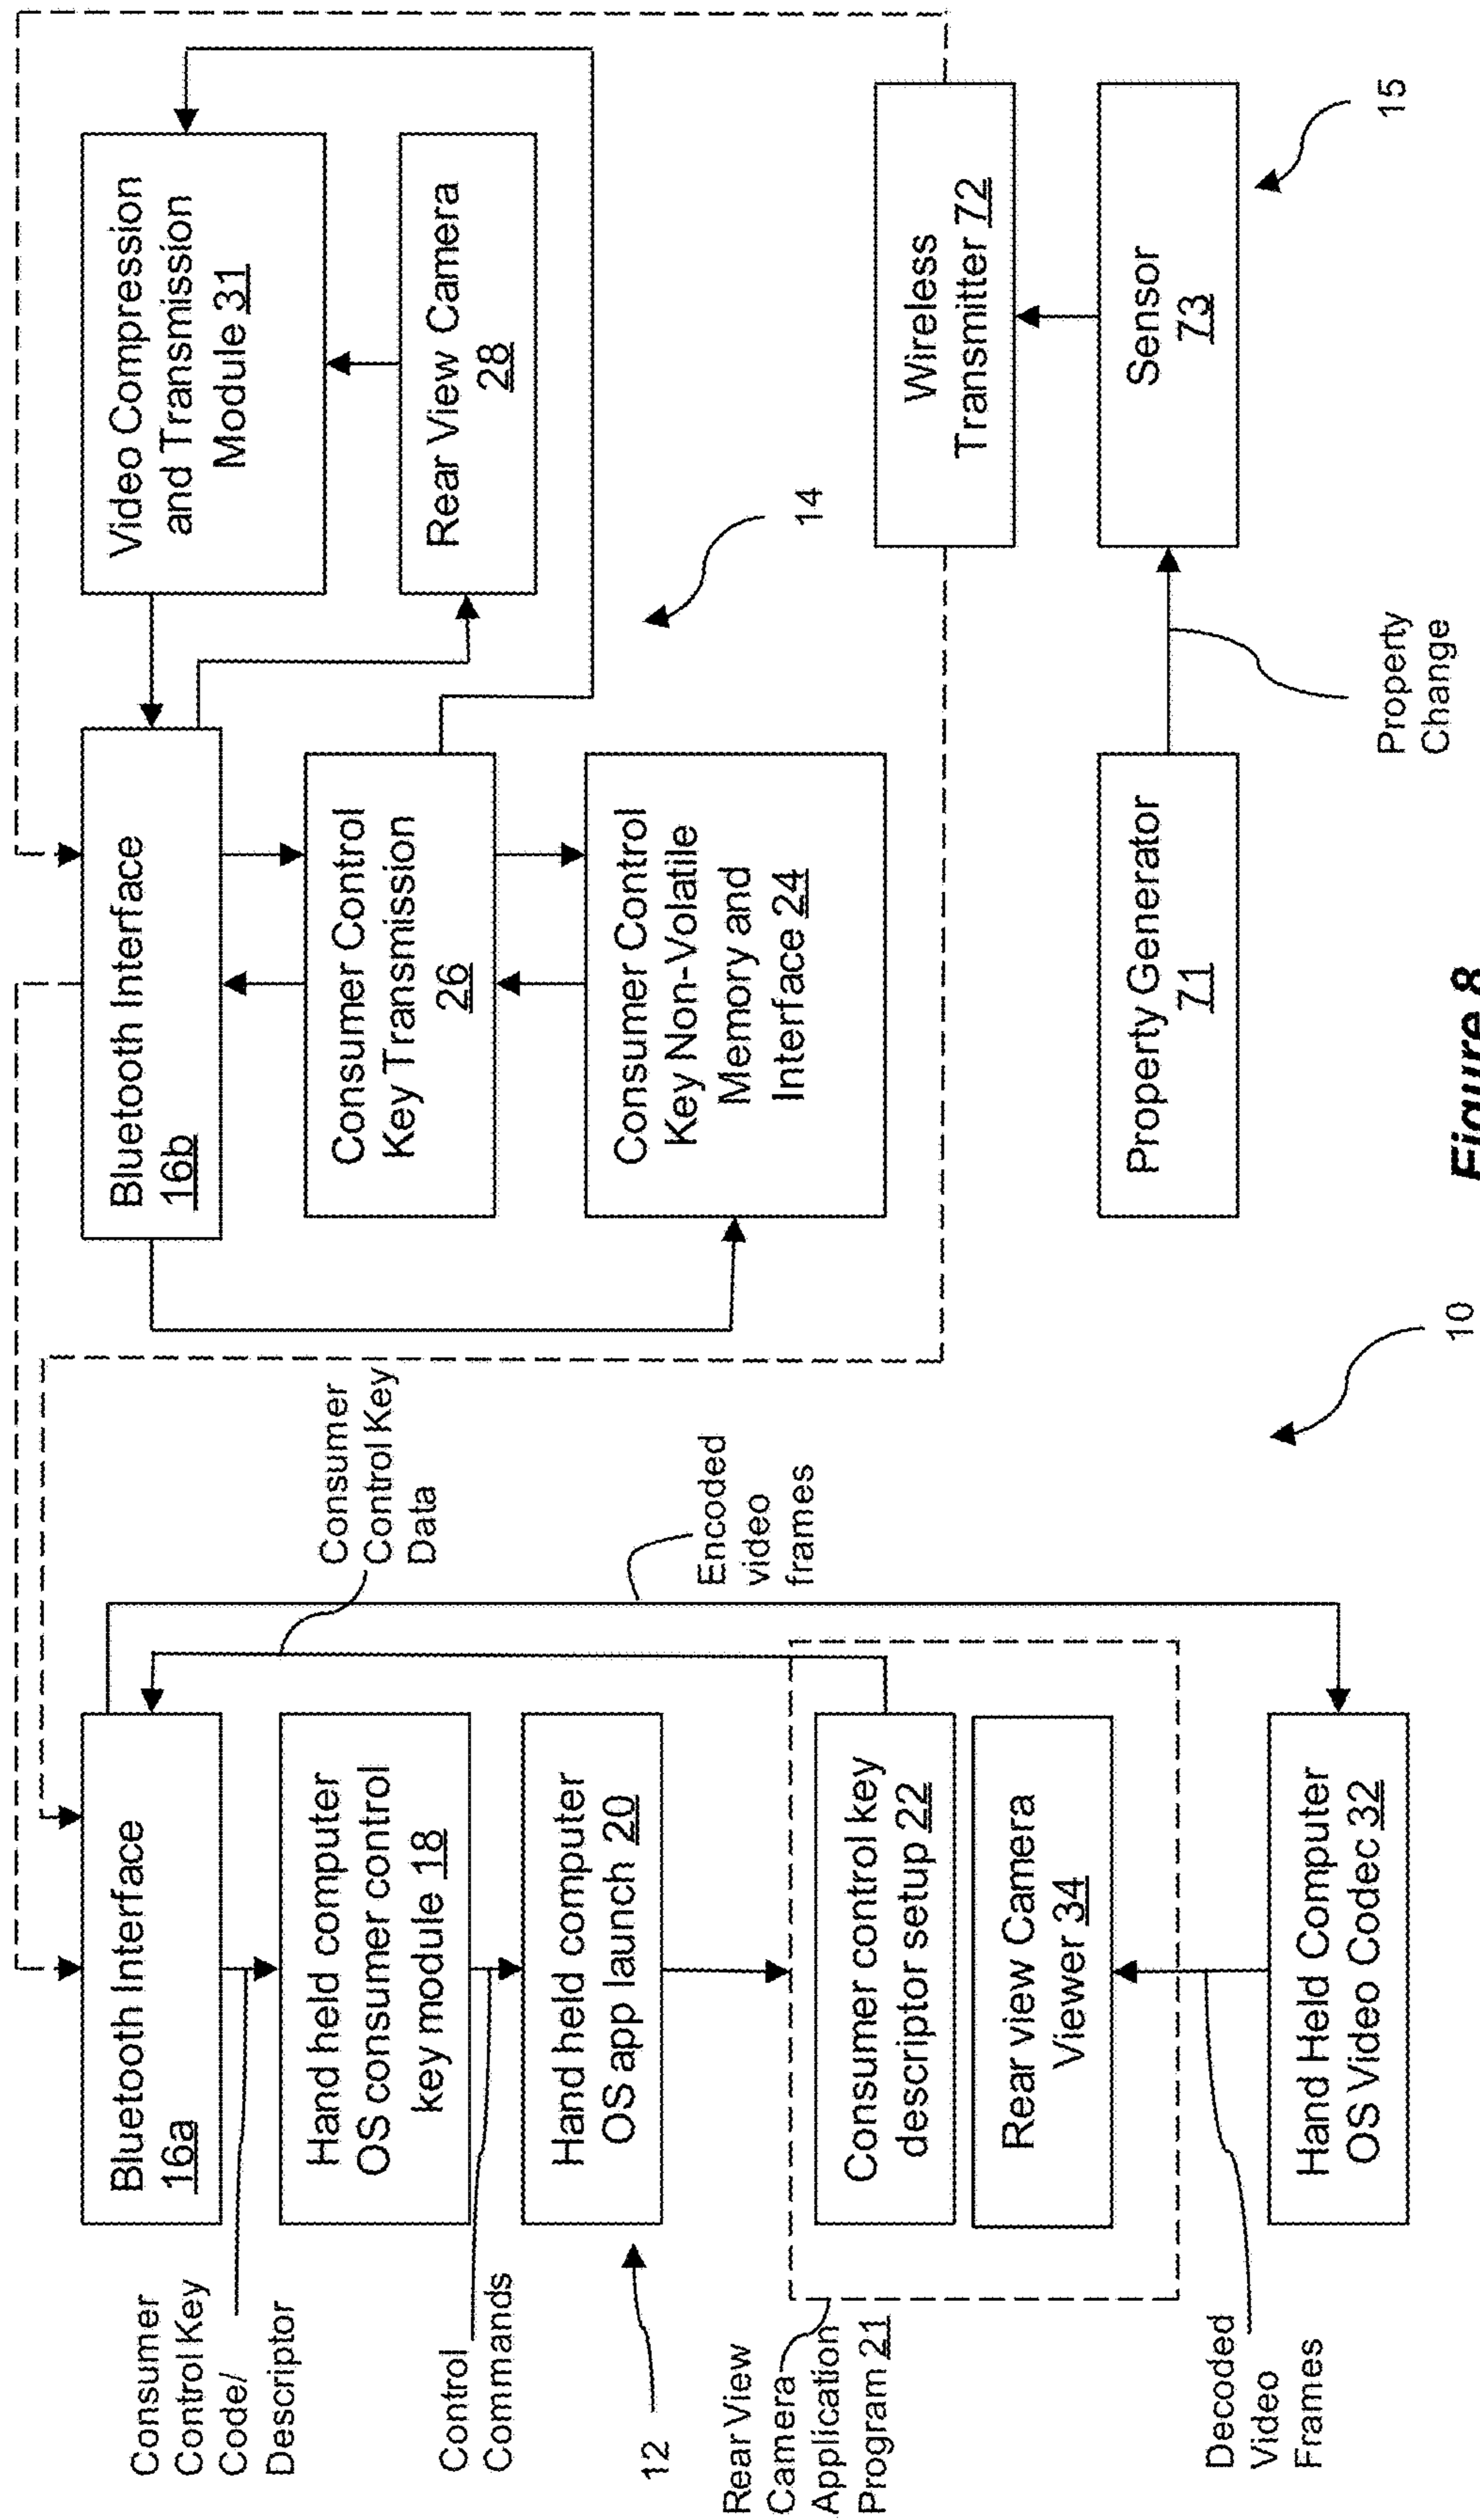 Consumer
Control Key
Code/
Descriptor
Bluetooth Interface
16a
Hand held computer
OS consumer control
key module 18
Control
Commands
Hand held computer
OS app launch 20
12
Consumer
Control Key
Data
Encoded
video
frames
Rear View
Camera
Application
Program 21
Consumer control key
descriptor setup 22
Rear view Camera
Viewer 34
Decoded
Video
Frames
Hand Held Computer
OS Video Codec 32
Bluetooth Interface
16b
Consumer Control
Key Transmission
26
Consumer Control
Key Non-Volatile
Memory and
Interface 24
Video Compression
and Transmission
Module 31
Rear View Camera
28
14
Wireless
Transmitter 72
Property Generator
71
Property
Change
Sensor
73
15
10
Figure 8